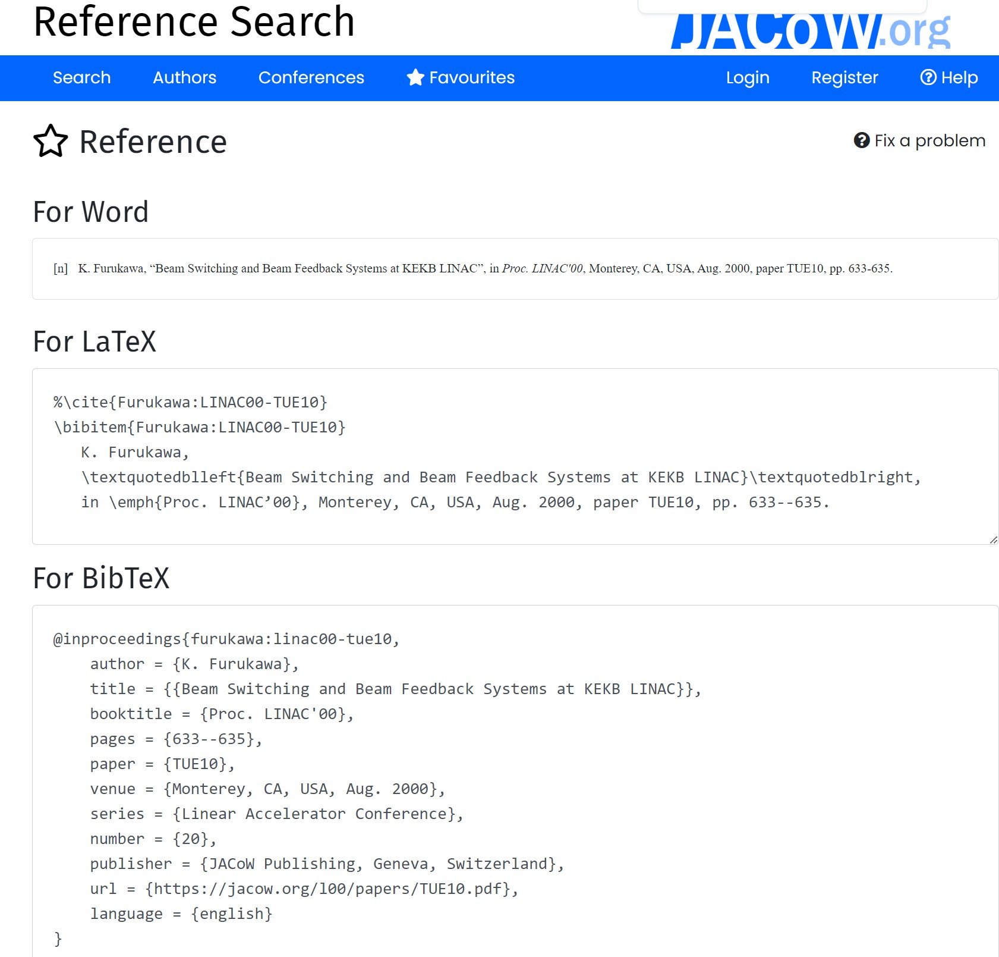 Reference Search
JACoW.org
Search Authors Conferences Favourites Login Register Help
Reference
Fix a problem
For Word
[n] K. Furukawa, “Beam Switching and Beam Feedback Systems at KEKB LINAC”, in Proc. LINAC'00, Monterey, CA, USA, Aug. 2000, paper TUE10, pp. 633-635.
For LaTeX
%\cite{Furukawa:LINAC00-TUE10}
\bibitem{Furukawa:LINAC00-TUE10}
   K. Furukawa,
   \textquotedblleft{Beam Switching and Beam Feedback Systems at KEKB LINAC}\textquotedblright,
   in \emph{Proc. LINAC’00}, Monterey, CA, USA, Aug. 2000, paper TUE10, pp. 633--635.
For BibTeX
@inproceedings{furukawa:linac00-tue10,
    author = {K. Furukawa},
    title = {{Beam Switching and Beam Feedback Systems at KEKB LINAC}},
    booktitle = {Proc. LINAC'00},
    pages = {633--635},
    paper = {TUE10},
    venue = {Monterey, CA, USA, Aug. 2000},
    series = {Linear Accelerator Conference},
    number = {20},
    publisher = {JACoW Publishing, Geneva, Switzerland},
    url = {https://jacow.org/l00/papers/TUE10.pdf},
    language = {english}
}